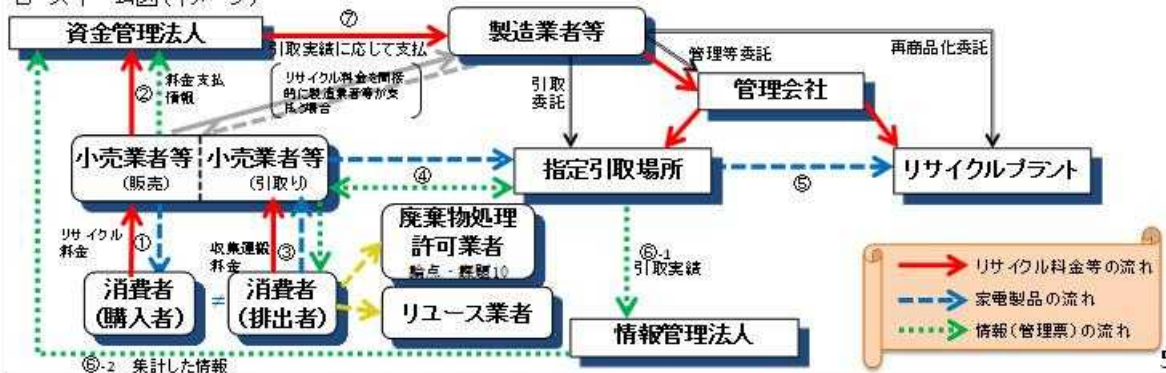 資金管理法人
⑦
引取実績に応じて支払
リサイクル料金を間接
的に製造業者等が支
払う場合
製造業者等
管理等委託
再商品化委託
管理会社
引取
委託
料金支払
情報
②
小売業者等
(販売)
小売業者等
(引取り)
④
指定引取場所
⑤
リサイクルプラント
リサイクル
料金
①
収集運搬
料金
③
廃棄物処理
許可業者
論点・課題10
⑥-1
引取実績
消費者
(購入者)
≠
消費者
(排出者)
リユース業者
情報管理法人
リサイクル料金等の流れ
家電製品の流れ
情報(管理票)の流れ
⑥-2 集計した情報